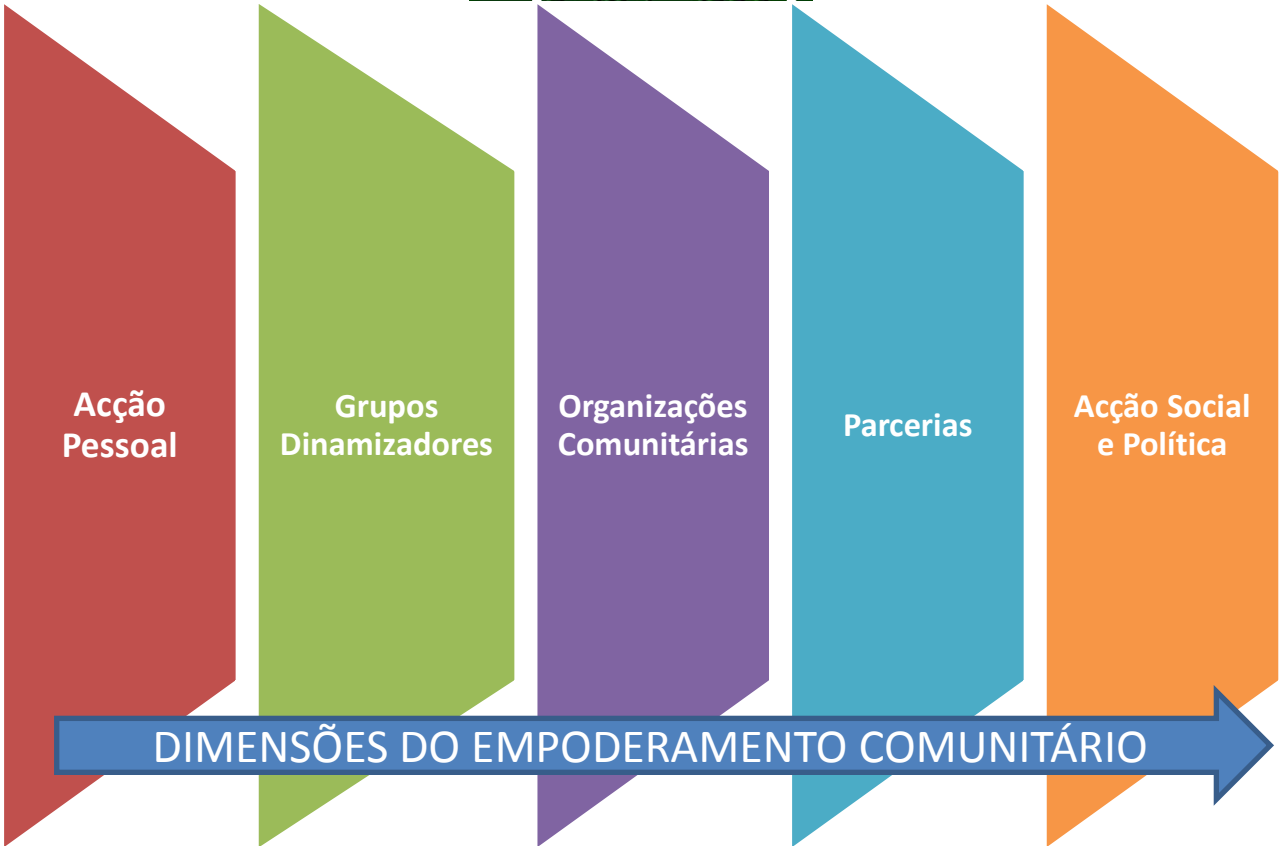 Acção
Pessoal
Grupos
Dinamizadores
Organizações
Comunitárias
Parcerias
Acção Social
e Política
DIMENSÕES DO EMPODERAMENTO COMUNITÁRIO